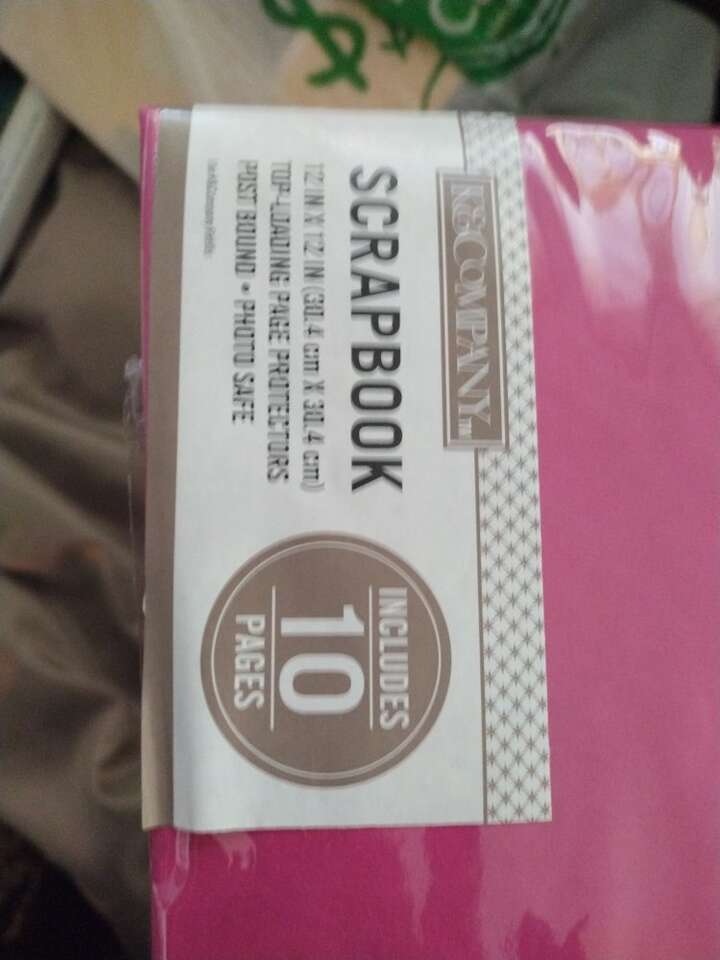 K&COMPANY™
SCRAPBOOK
12 IN X 12 IN (30.4 cm X 30.4 cm)
TOP-LOADING PAGE PROTECTORS
POST BOUND • PHOTO SAFE
INCLUDES
10
PAGES